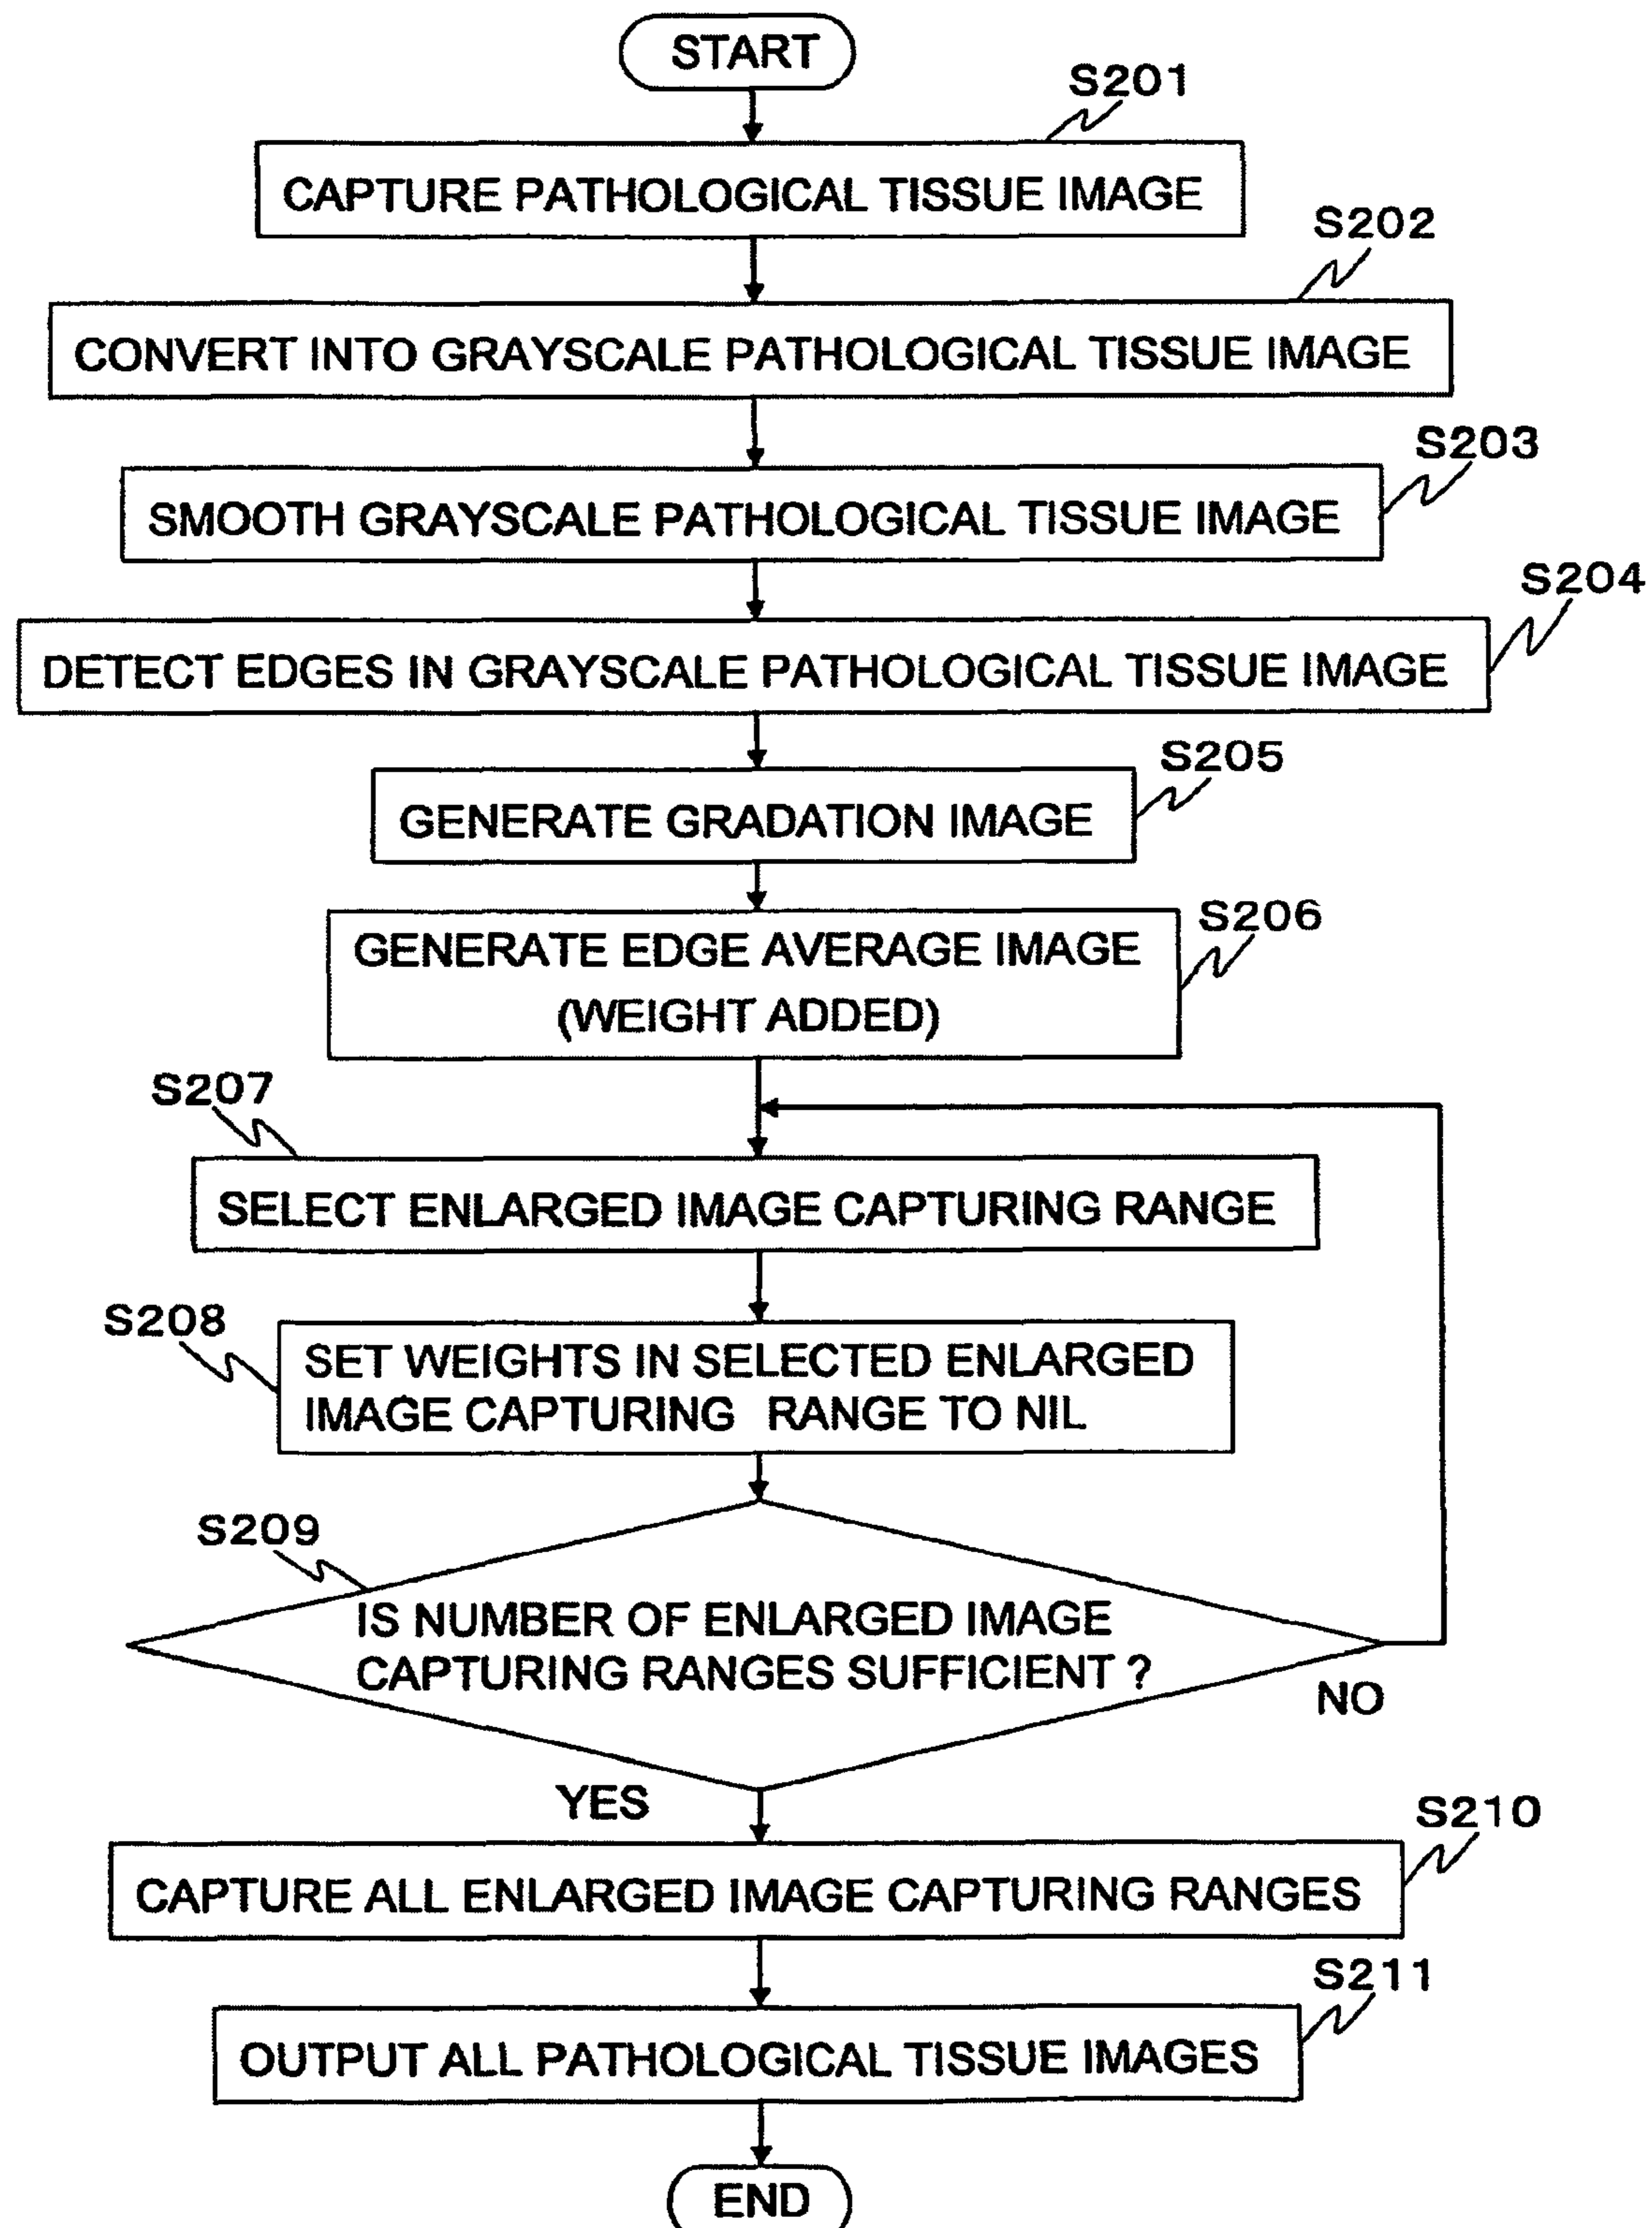 START
S201
CAPTURE PATHOLOGICAL TISSUE IMAGE
S202
CONVERT INTO GRAYSCALE PATHOLOGICAL TISSUE IMAGE
S203
SMOOTH GRAYSCALE PATHOLOGICAL TISSUE IMAGE
S204
DETECT EDGES IN GRAYSCALE PATHOLOGICAL TISSUE IMAGE
S205
GENERATE GRADATION IMAGE
S206
GENERATE EDGE AVERAGE IMAGE
(WEIGHT ADDED)
S207
SELECT ENLARGED IMAGE CAPTURING RANGE
S208
SET WEIGHTS IN SELECTED ENLARGED
IMAGE CAPTURING RANGE TO NIL
S209
IS NUMBER OF ENLARGED IMAGE
CAPTURING RANGES SUFFICIENT ?
NO
YES
S210
CAPTURE ALL ENLARGED IMAGE CAPTURING RANGES
S211
OUTPUT ALL PATHOLOGICAL TISSUE IMAGES
END